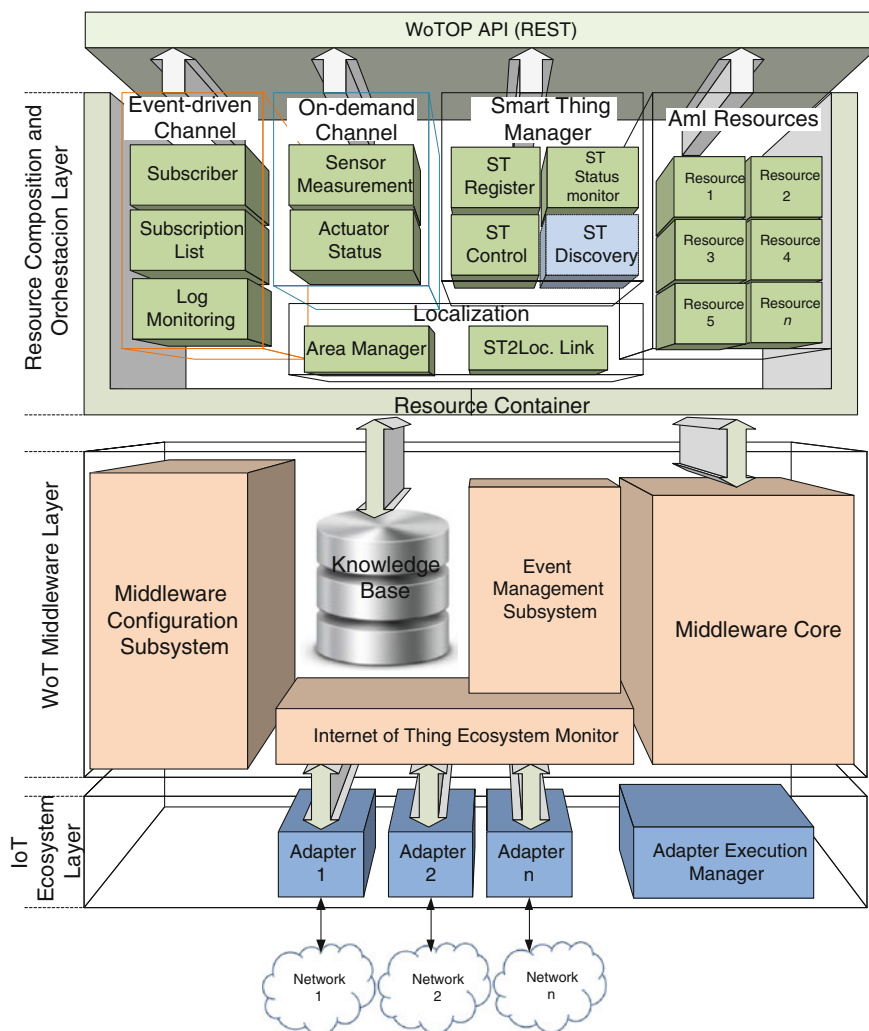 WoTOP API (REST)
Resource Composition and
Orchestacion Layer
Event-driven
Channel
Subscriber
Subscription
List
Log
Monitoring
On-demand
Channel
Sensor
Measurement
Actuator
Status
Smart Thing
Manager
ST
Register
ST
Status
monitor
ST
Control
ST
Discovery
AmI Resources
Resource
1
Resource
2
Resource
3
Resource
4
Resource
5
Resource
n
Localization
Area Manager
ST2Loc. Link
Resource Container
WoT Middleware Layer
Middleware
Configuration
Subsystem
Knowledge
Base
Event
Management
Subsystem
Middleware Core
Internet of Thing Ecosystem Monitor
IoT
Ecosystem
Layer
Adapter
1
Adapter
2
Adapter
n
Adapter Execution
Manager
Network
1
Network
2
Network
n